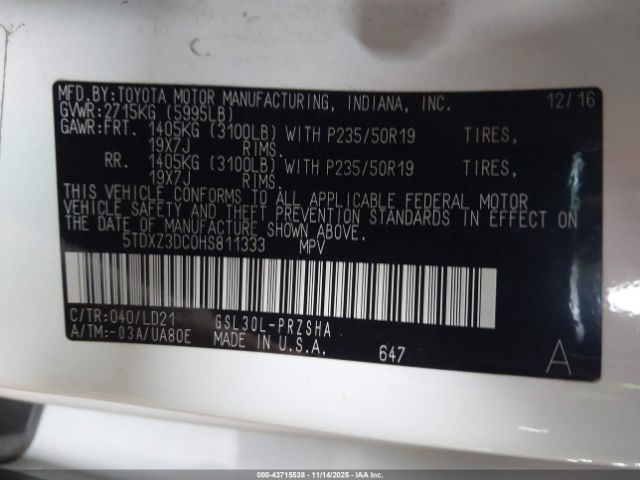 MFD.BY:TOYOTA MOTOR MANUFACTURING, INDIANA, INC. 12/16
GVWR:2715KG (5995LB)
GAWR:FRT. 1405KG (3100LB) WITH P235/50R19 TIRES,
19X7J RIMS.
RR. 1405KG (3100LB) WITH P235/50R19 TIRES,
19X7J RIMS.
THIS VEHICLE CONFORMS TO ALL APPLICABLE FEDERAL MOTOR
VEHICLE SAFETY AND THEFT PREVENTION STANDARDS IN EFFECT ON
THE DATE OF MANUFACTURE SHOWN ABOVE.
5TDXZ3DC0HS811333 MPV
C/TR:040/LD21 GSL30L-PRZSHA
A/TM:-03A/UA80E MADE IN U.S.A. 647 A
000-43715538 - 11/14/2025 - IAAI.COM